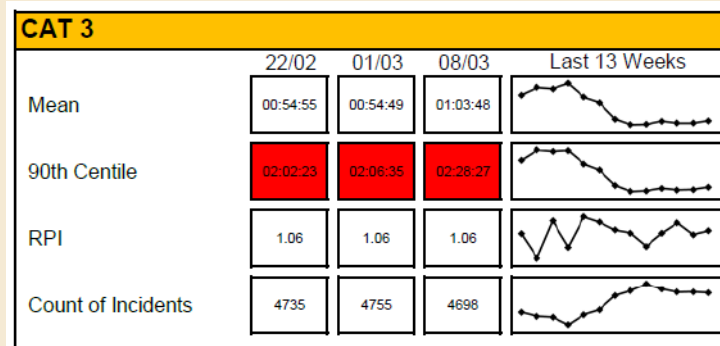 CAT 3
22/02 01/03 08/03 Last 13 Weeks
Mean 00:54:55 00:54:49 01:03:48
90th Centile 02:02:23 02:06:35 02:28:27
RPI 1.06 1.06 1.06
Count of Incidents 4735 4755 4698